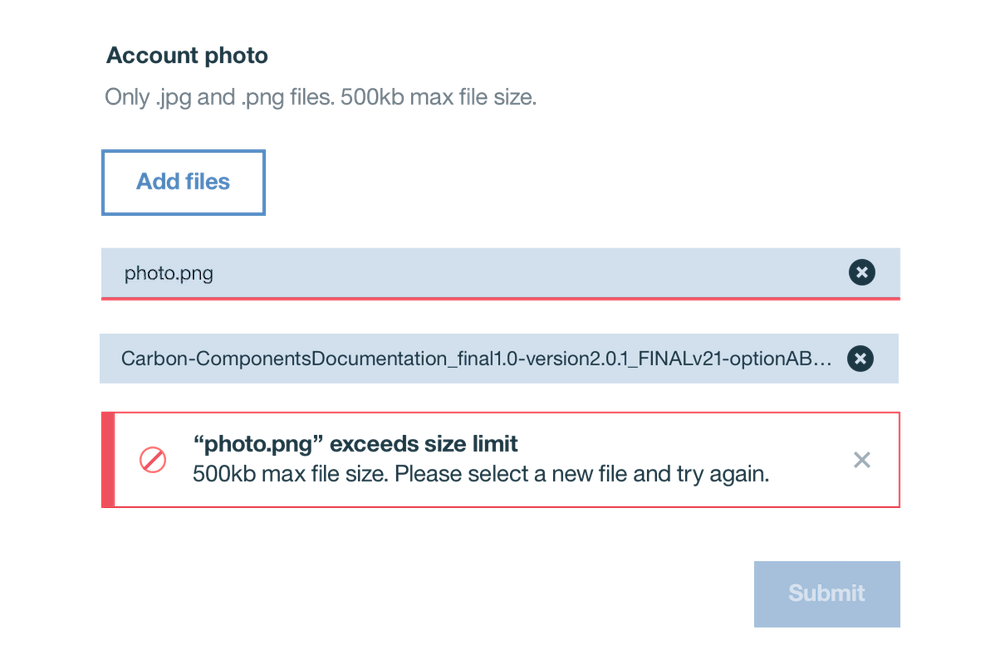 Account photo
Only .jpg and .png files. 500kb max file size.
Add files
photo.png
Carbon-ComponentsDocumentation_final1.0-version2.0.1_FINALv21-optionAB...
“photo.png” exceeds size limit
500kb max file size. Please select a new file and try again.
Submit